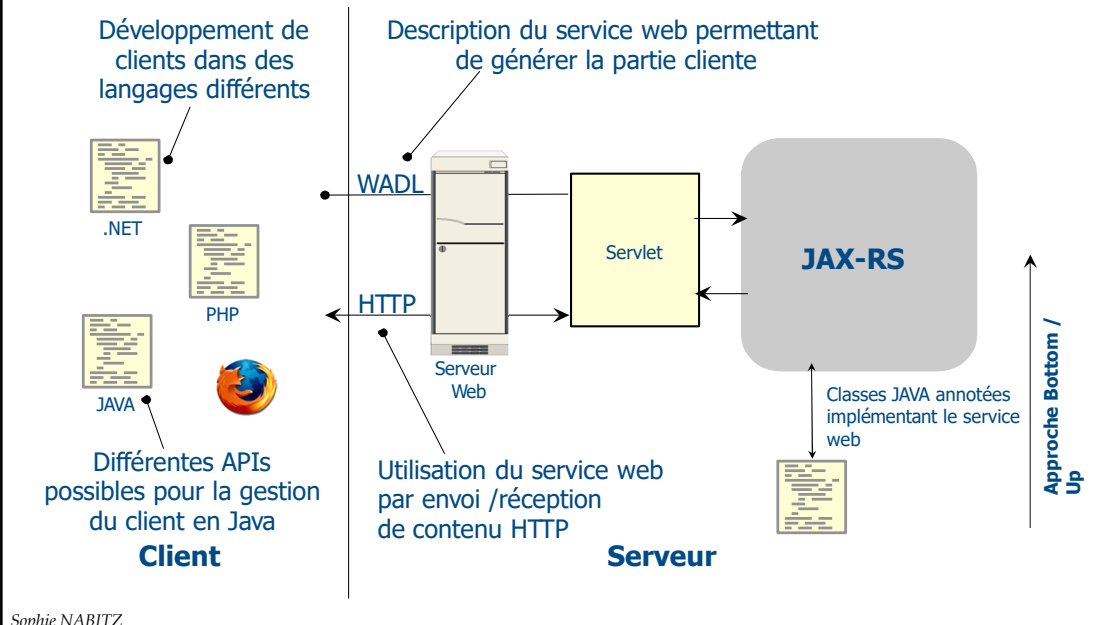 Développement de
clients dans des
langages différents
Description du service web permettant
de générer la partie cliente
.NET
PHP
JAVA
WADL
HTTP
Serveur
Web
Servlet
JAX-RS
Classes JAVA annotées
implémentant le service
web
Approche Bottom /
Up
Différentes APIs
possibles pour la gestion
du client en Java
Utilisation du service web
par envoi /réception
de contenu HTTP
Client
Serveur
Sophie NABITZ